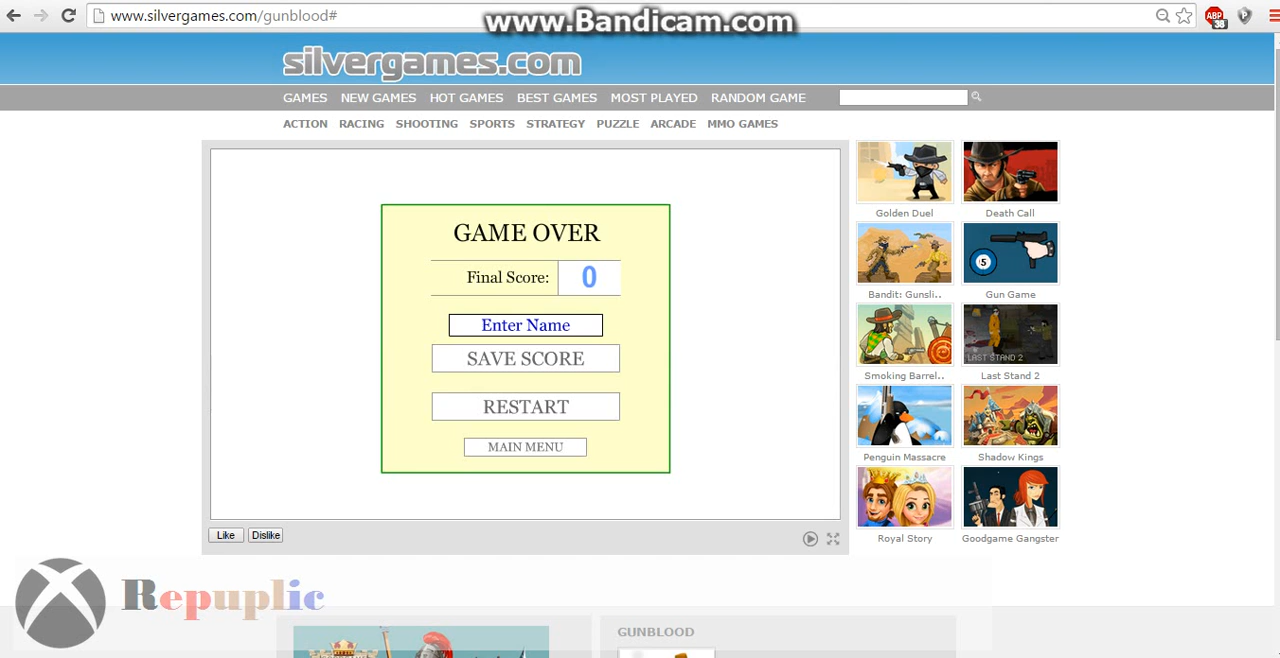 www.silvergames.com/gunblood#
www.Bandicam.com
ABP
38
P
silvergames.com
GAMES NEW GAMES HOT GAMES BEST GAMES MOST PLAYED RANDOM GAME
ACTION RACING SHOOTING SPORTS STRATEGY PUZZLE ARCADE MMO GAMES
GAME OVER
Final Score: 0
Enter Name
SAVE SCORE
RESTART
MAIN MENU
Like Dislike
Golden Duel Death Call
5
Bandit: Gunsli.. Gun Game
LAST STAND 2
Smoking Barrel.. Last Stand 2
Penguin Massacre Shadow Kings
Royal Story Goodgame Gangster
Repuplic
GUNBLOOD